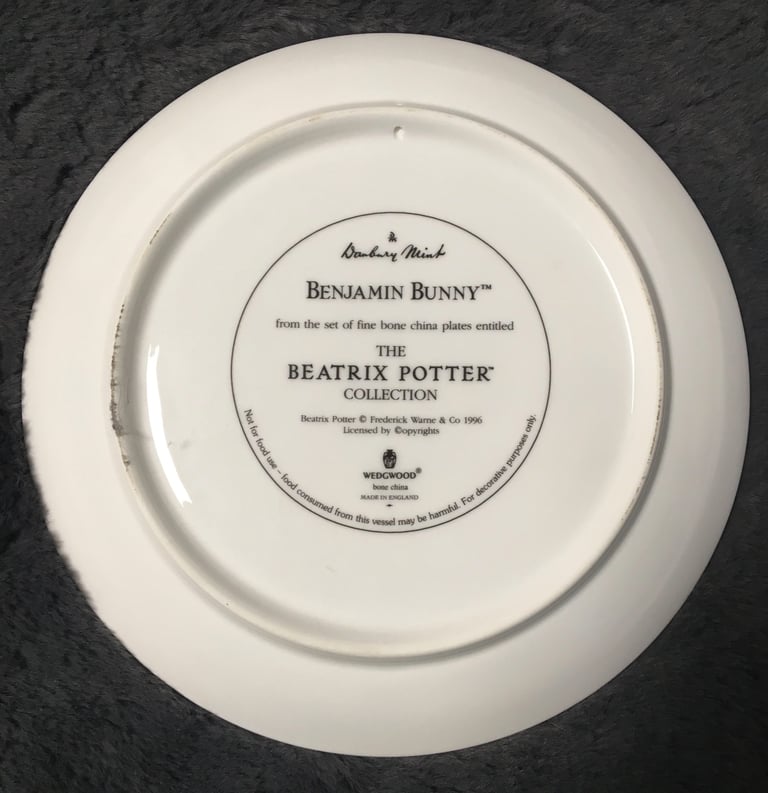 Danbury Mint
BENJAMIN BUNNY™
from the set of fine bone china plates entitled
THE
BEATRIX POTTER™
COLLECTION
Beatrix Potter © Frederick Warne & Co 1996
Licensed by ©opyrights
WEDGWOOD®
bone china
MADE IN ENGLAND
Not for food use – food consumed from this vessel may be harmful. For decorative purposes only.